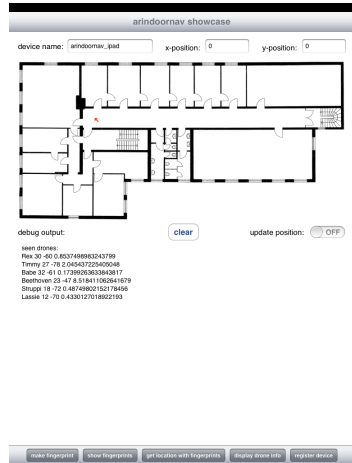 arindoornav showcase
device name: arindoornav_ipad x-position: 0 y-position: 0
debug output: clear update position: OFF
seen drones:
Rex 30 -60 0.8537498983243799
Timmy 27 -78 2.045437225405048
Babe 32 -61 0.17399263633843817
Beethoven 23 -47 8.518411062641679
Struppi 18 -72 0.48749802152178456
Lassie 12 -70 0.4330127018922193
make fingerprint show fingerprints get location with fingerprints display drone info register device